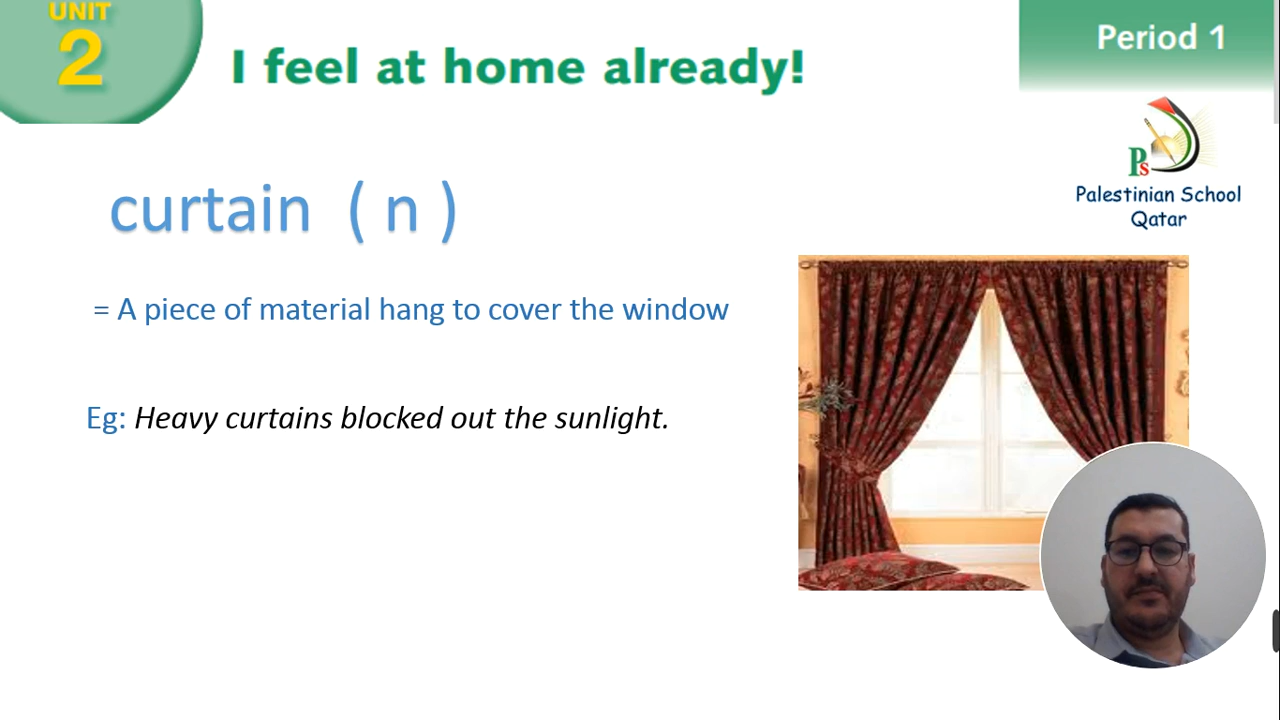 UNIT
2
I feel at home already!
Period 1
Ps
Palestinian School
Qatar
curtain ( n )
= A piece of material hang to cover the window
Eg: Heavy curtains blocked out the sunlight.